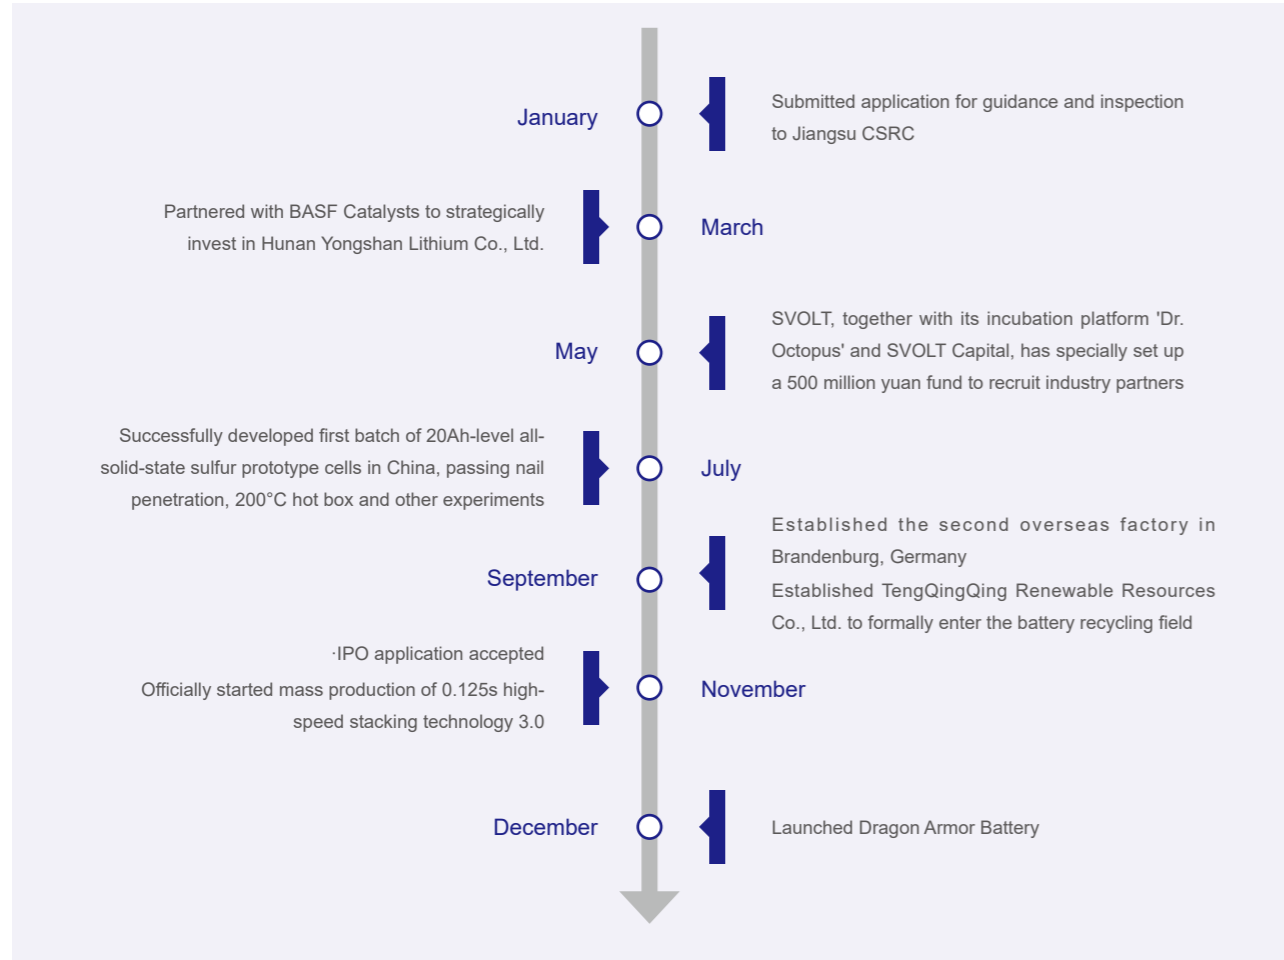 January
Submitted application for guidance and inspection
to Jiangsu CSRC
Partnered with BASF Catalysts to strategically
invest in Hunan Yongshan Lithium Co., Ltd.
March
May
SVOLT, together with its incubation platform 'Dr.
Octopus' and SVOLT Capital, has specially set up
a 500 million yuan fund to recruit industry partners
Successfully developed first batch of 20Ah-level all-
solid-state sulfur prototype cells in China, passing nail
penetration, 200°C hot box and other experiments
July
September
Established the second overseas factory in
Brandenburg, Germany
Established TengQingQing Renewable Resources
Co., Ltd. to formally enter the battery recycling field
·IPO application accepted
Officially started mass production of 0.125s high-
speed stacking technology 3.0
November
December
Launched Dragon Armor Battery